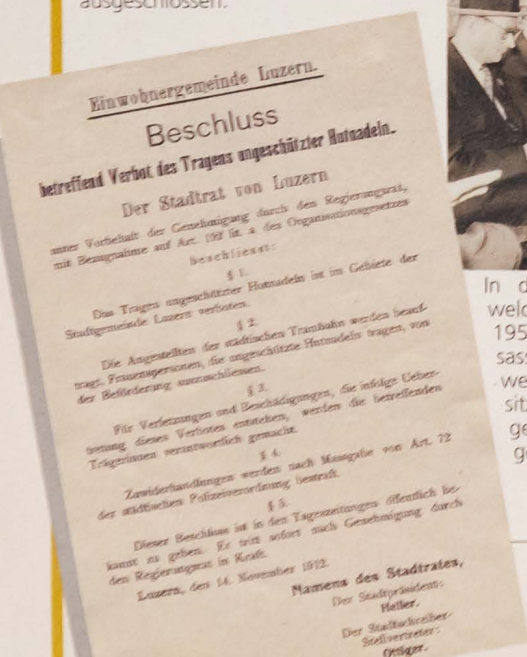 ausgeschlossen.
Einwohnergemeinde Luzern.
Beschluss
betreffend Verbot des Tragens ungeschützter Hutnadeln.
Der Stadtrat von Luzern
unter Vorbehalt der Genehmigung durch den Regierungsrat,
mit Bezugnahme auf Art. lit. a des Organisationsgesetzes
beschliesst:
§ 1.
Das Tragen ungeschützter Hutnadeln ist im Gebiete der
Stadtgemeinde Luzern verboten.
§ 2.
Die Angestellten der städtischen Trambahn werden beauf-
tragt, Frauenspersonen, die ungeschützte Hutnadeln tragen, von
der Beförderung auszuschliessen.
§ 3.
Für Verletzungen und Beschädigungen, die infolge Ueber-
tretung dieses Verbotes entstehen, werden die betreffenden
Trägerinnen verantwortlich gemacht.
§ 4.
Zuwiderhandlungen werden nach Massgabe von Art. 72
der städtischen Polizeiverordnung bestraft.
§ 5.
Dieser Beschluss ist in den Tageszeitungen öffentlich be-
kannt zu geben. Er tritt sofort nach Genehmigung durch
den Regierungsrat in Kraft.
Luzern, den 14. November 1912.
Namens des Stadtrates,
Der Stadtpräsident:
Heller.
Der Stadtschreiber-
Stellvertreter:
Ottiger.
In d
welc
195
sass
we
sit
ge
g